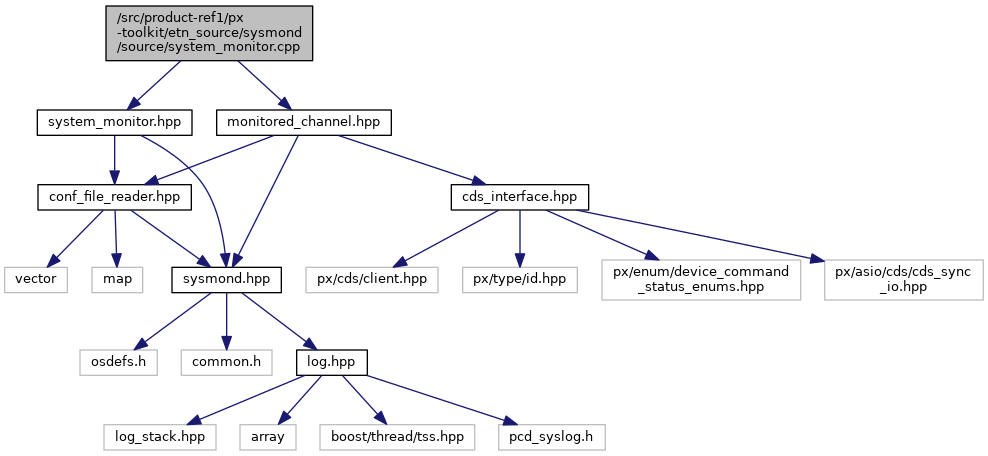 /src/product-ref1/px
-toolkit/etn_source/sysmond
/source/system_monitor.cpp
system_monitor.hpp
monitored_channel.hpp
conf_file_reader.hpp
cds_interface.hpp
vector
map
sysmond.hpp
px/cds/client.hpp
px/type/id.hpp
px/enum/device_command
_status_enums.hpp
px/asio/cds/cds_sync
_io.hpp
osdefs.h
common.h
log.hpp
log_stack.hpp
array
boost/thread/tss.hpp
pcd_syslog.h